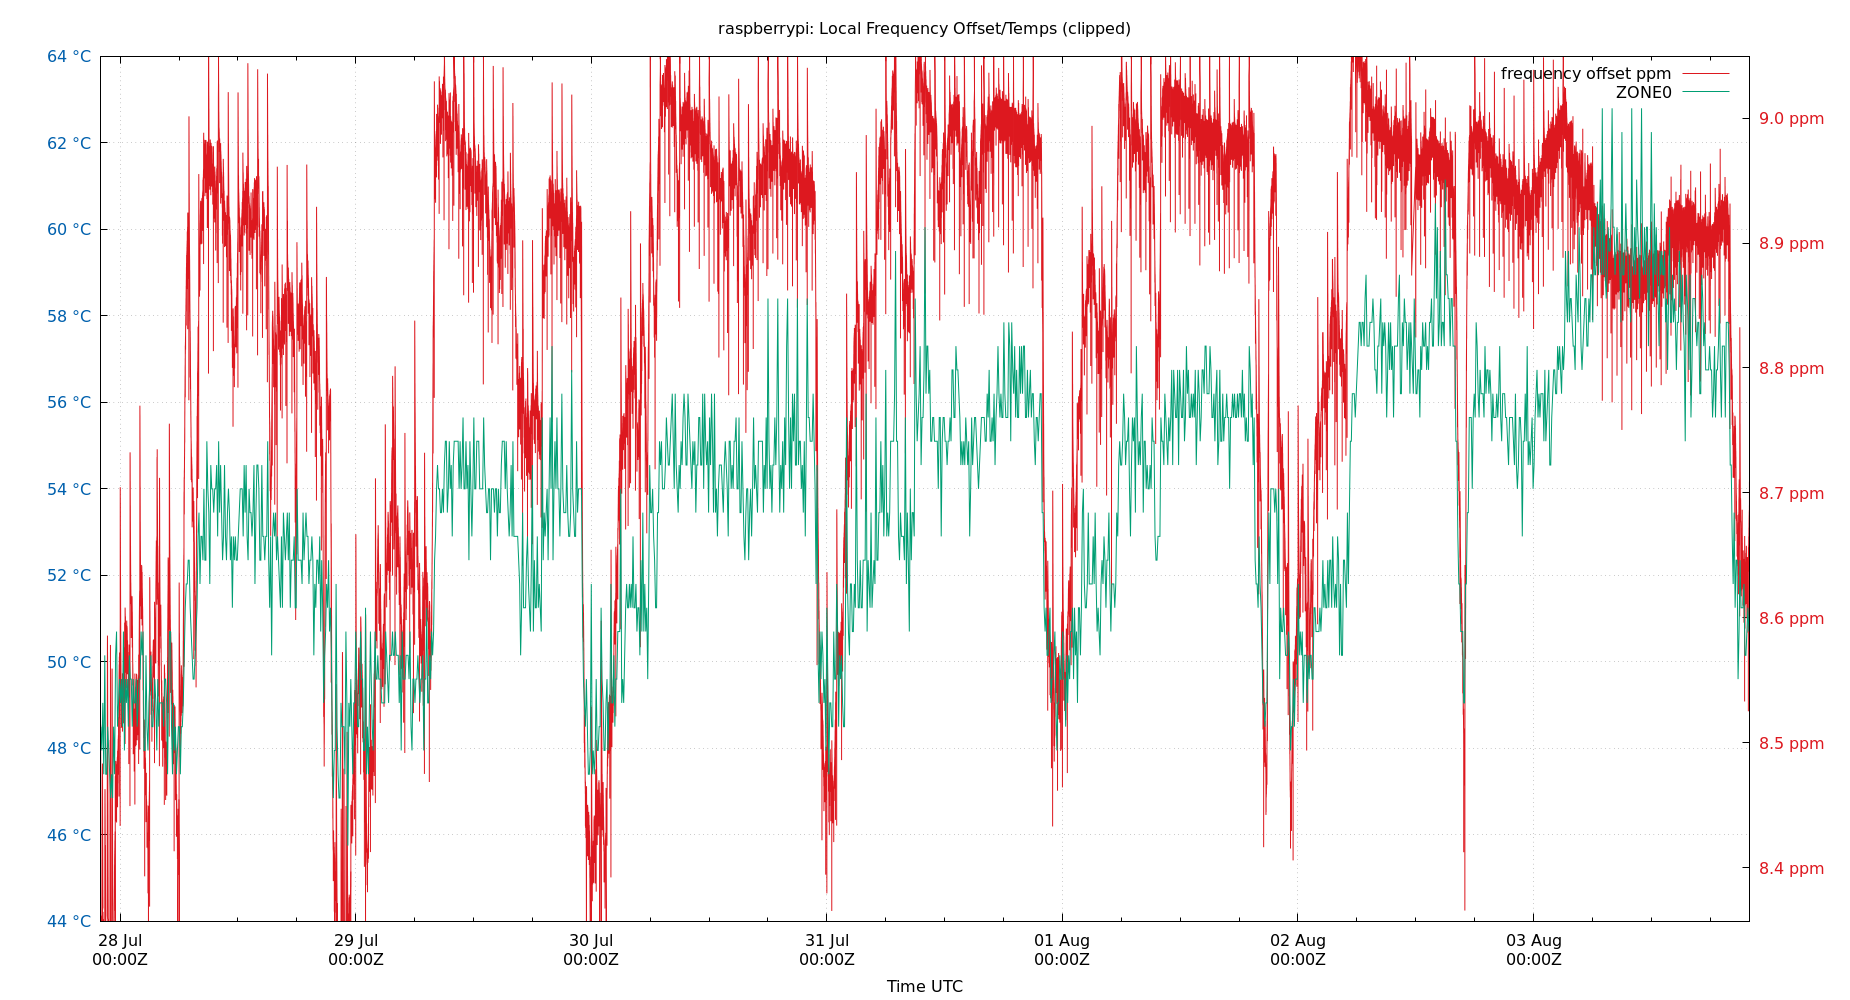 raspberrypi: Local Frequency Offset/Temps (clipped)
64 °C
62 °C
60 °C
58 °C
56 °C
54 °C
52 °C
50 °C
48 °C
46 °C
44 °C
frequency offset ppm
ZONE0
9.0 ppm
8.9 ppm
8.8 ppm
8.7 ppm
8.6 ppm
8.5 ppm
8.4 ppm
28 Jul
00:00Z
29 Jul
00:00Z
30 Jul
00:00Z
31 Jul
00:00Z
01 Aug
00:00Z
02 Aug
00:00Z
03 Aug
00:00Z
Time UTC